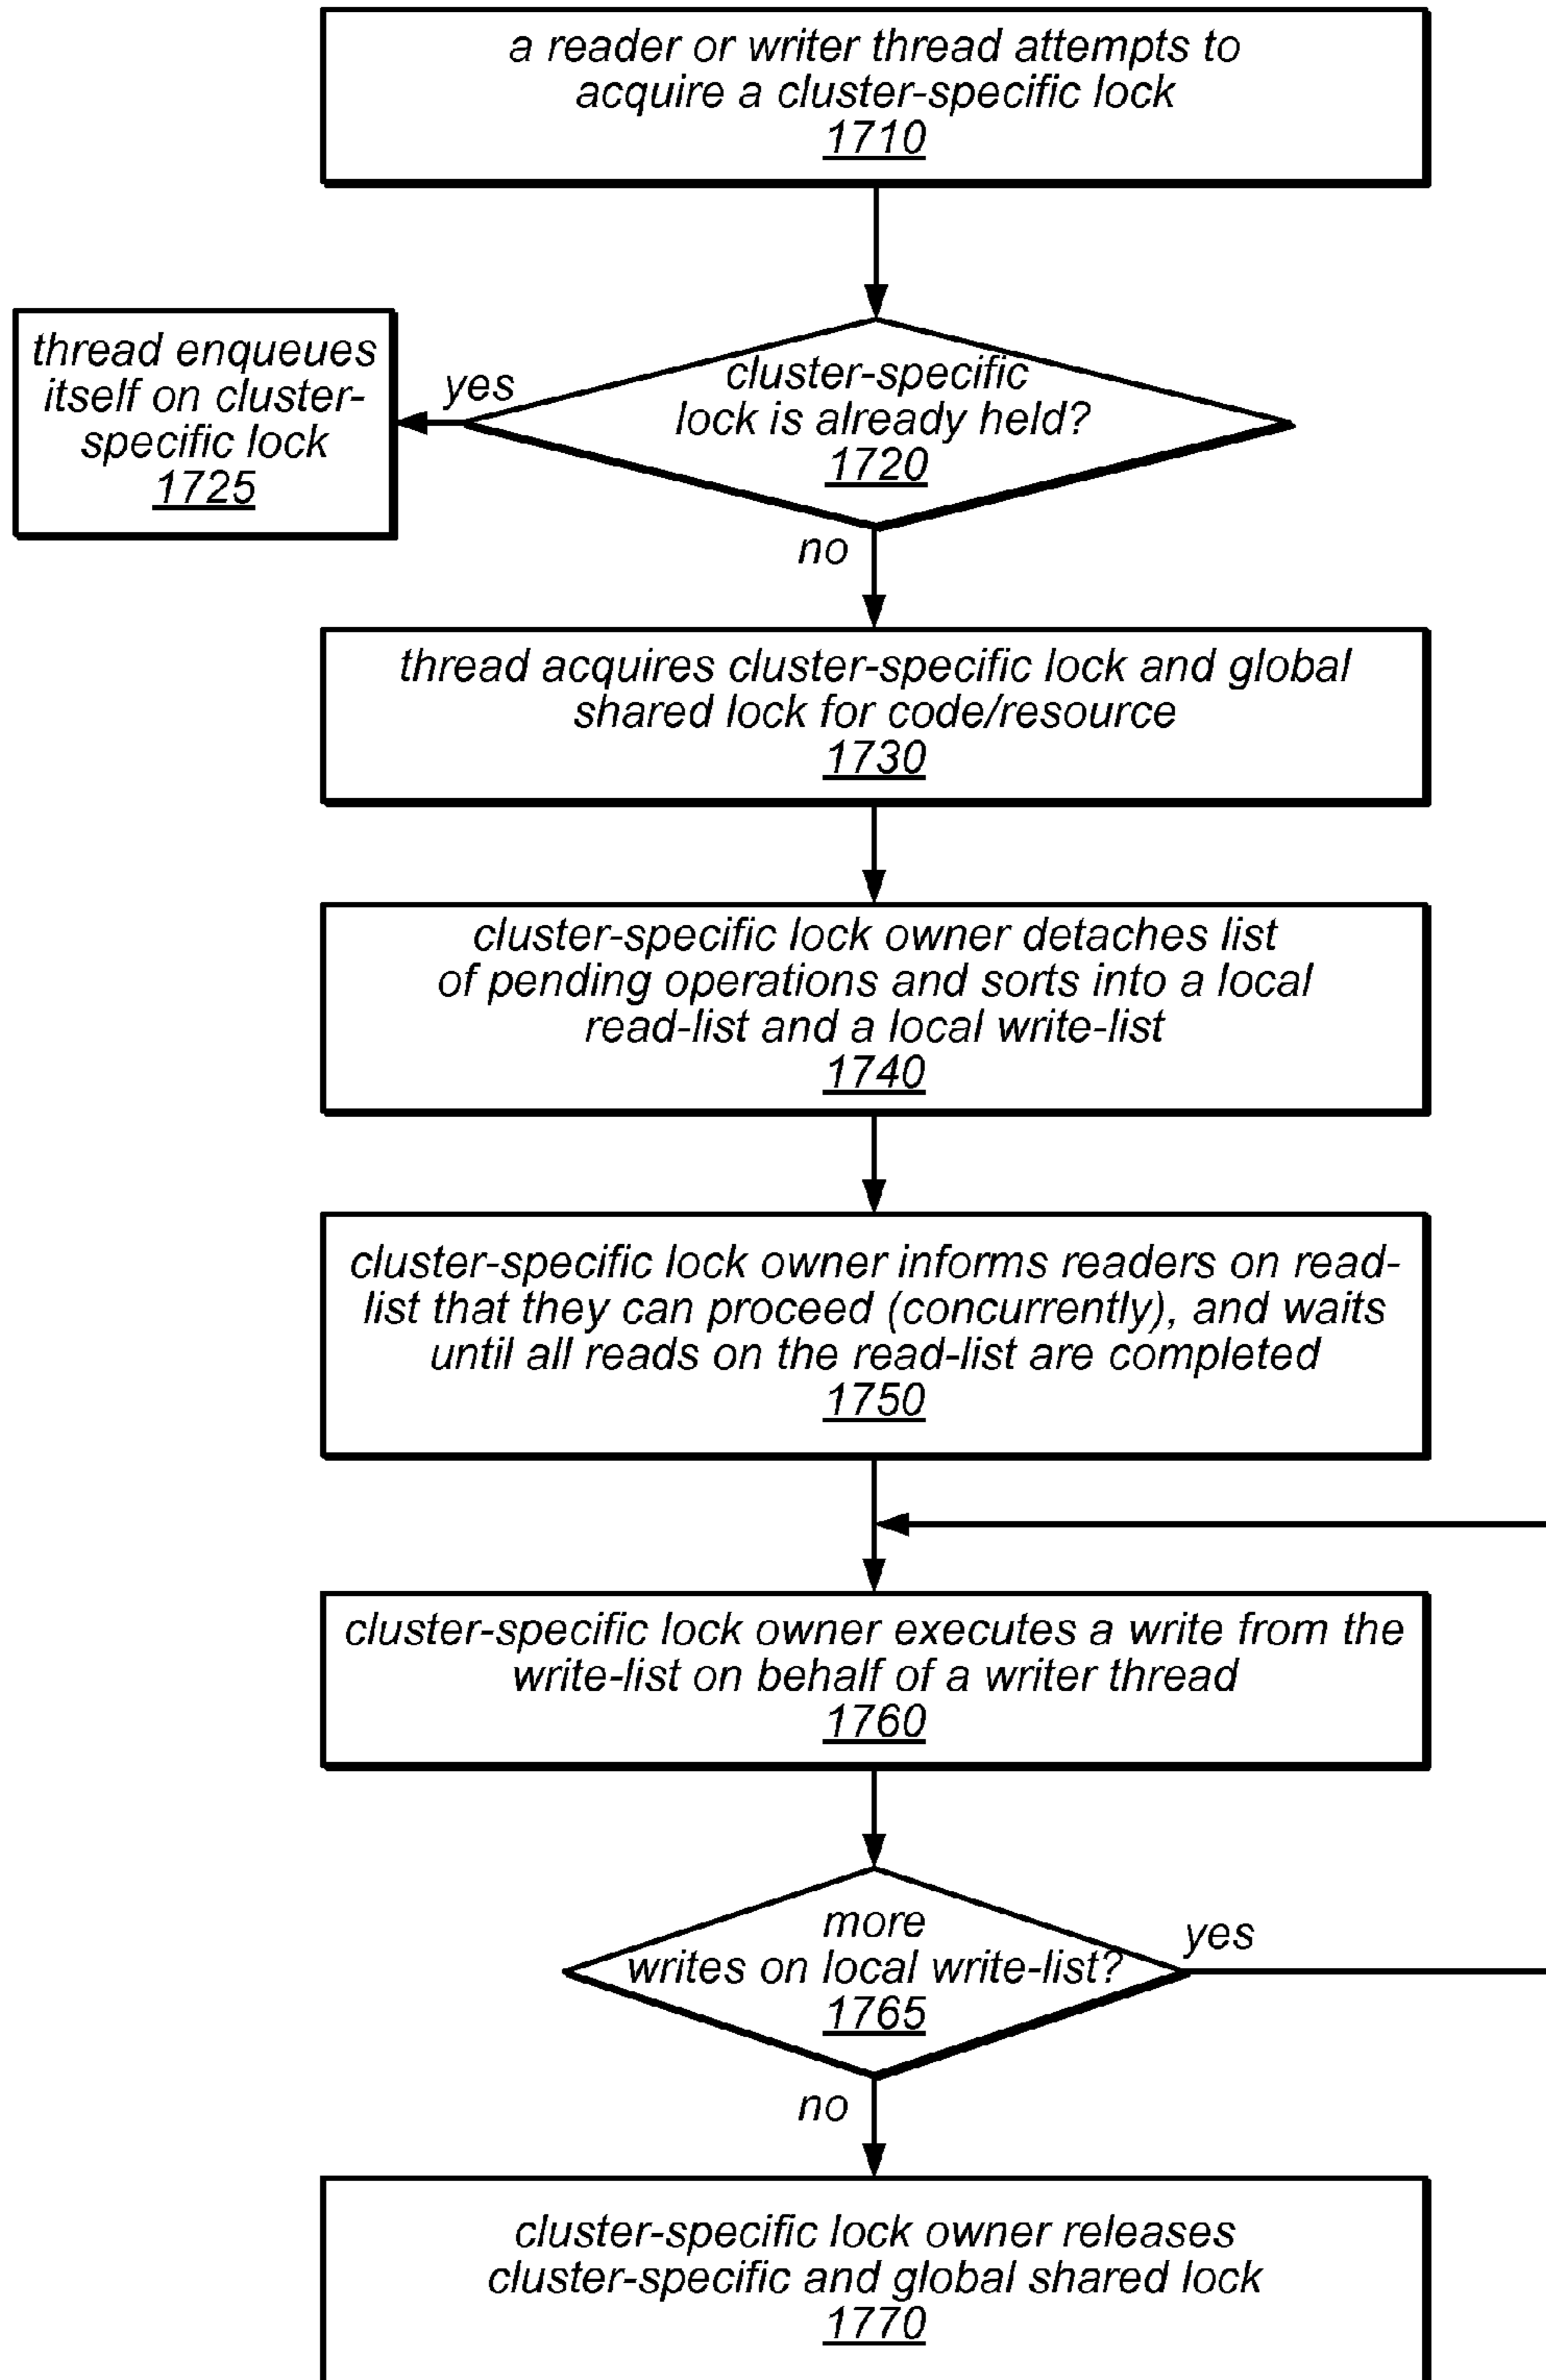 a reader or writer thread attempts to
acquire a cluster-specific lock
1710
thread enqueues
itself on cluster-
specific lock
1725
yes
cluster-specific
lock is already held?
1720
no
thread acquires cluster-specific lock and global
shared lock for code/resource
1730
cluster-specific lock owner detaches list
of pending operations and sorts into a local
read-list and a local write-list
1740
cluster-specific lock owner informs readers on read-
list that they can proceed (concurrently), and waits
until all reads on the read-list are completed
1750
cluster-specific lock owner executes a write from the
write-list on behalf of a writer thread
1760
more
writes on local write-list?
1765
yes
no
cluster-specific lock owner releases
cluster-specific and global shared lock
1770